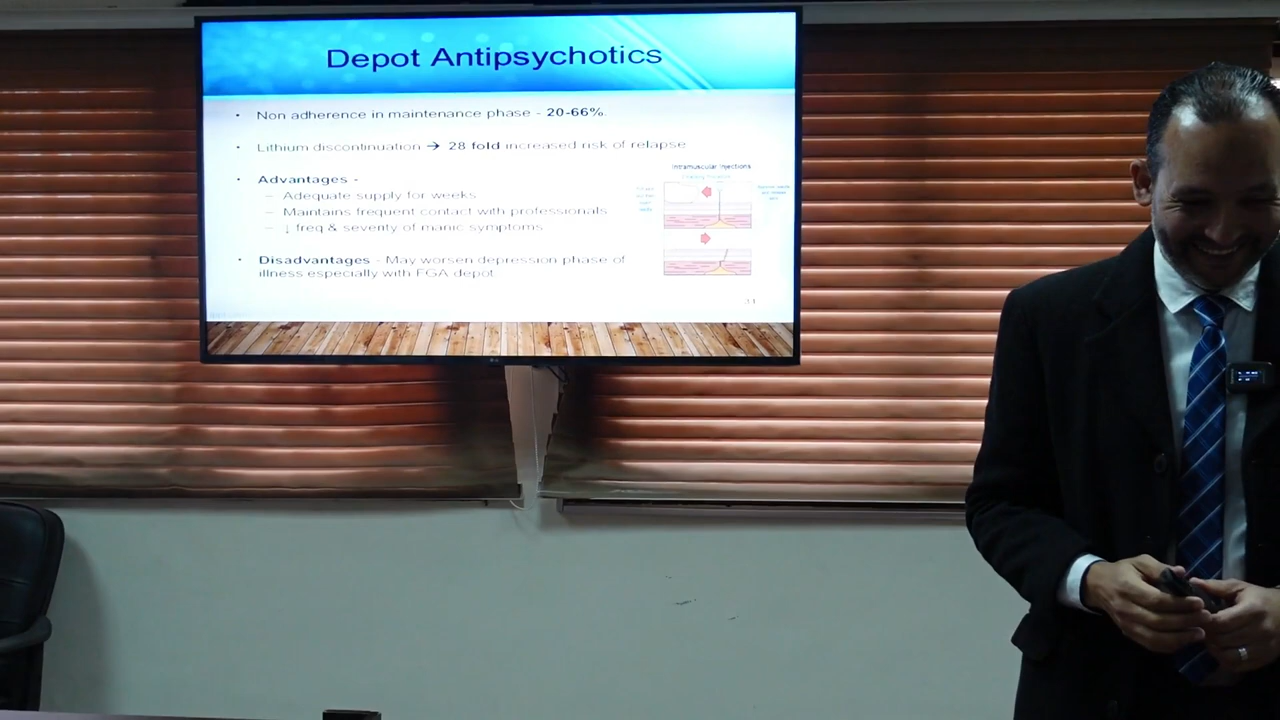 Depot Antipsychotics
• Non adherence in maintenance phase - 20-66%.
• Lithium discontinuation → 28 fold increased risk of relapse
• Advantages -
– Adequate supply for weeks
– Maintains frequent contact with professionals
– ↓ freq & severity of manic symptoms
• Disadvantages - May worsen depression phase of
illness especially with FGA depot
Intramuscular Injections
31
LG